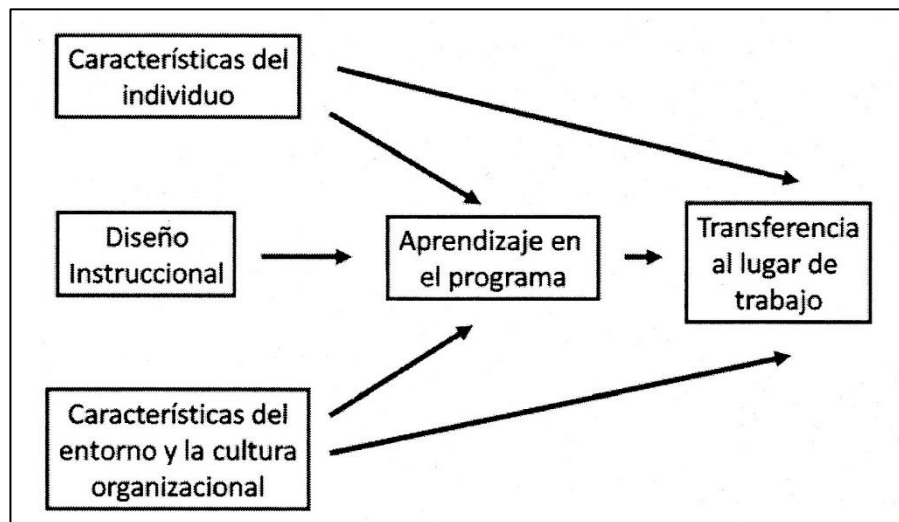 Características del
individuo
Diseño
Instruccional
Aprendizaje en
el programa
Transferencia
al lugar de
trabajo
Características del
entorno y la cultura
organizacional